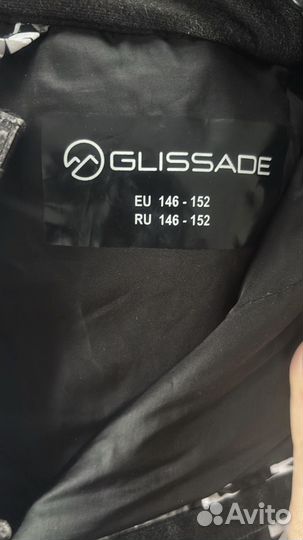 GLISSADE
EU 146 - 152
RU 146 - 152
Avito